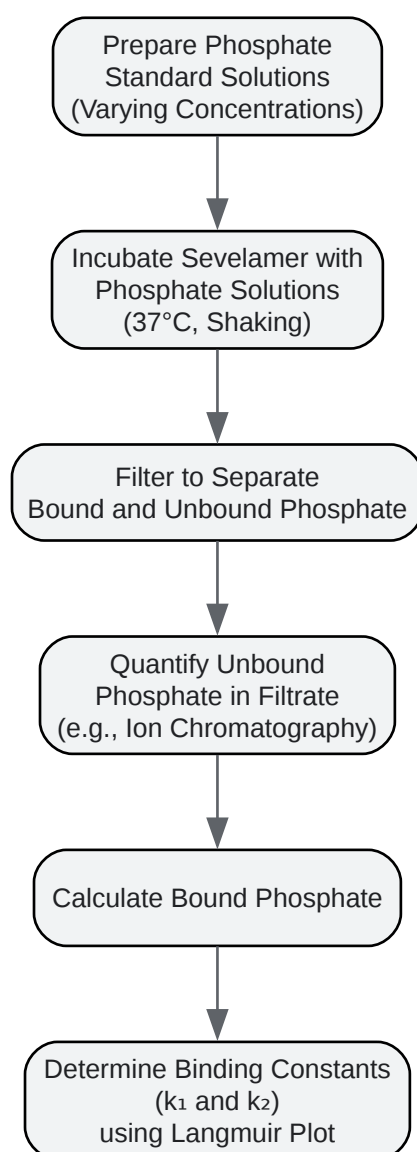 Prepare Phosphate
Standard Solutions
(Varying Concentrations)
Incubate Sevelamer with
Phosphate Solutions
(37°C, Shaking)
Filter to Separate
Bound and Unbound Phosphate
Quantify Unbound
Phosphate in Filtrate
(e.g., Ion Chromatography)
Calculate Bound Phosphate
Determine Binding Constants
(k₁ and k₂)
using Langmuir Plot